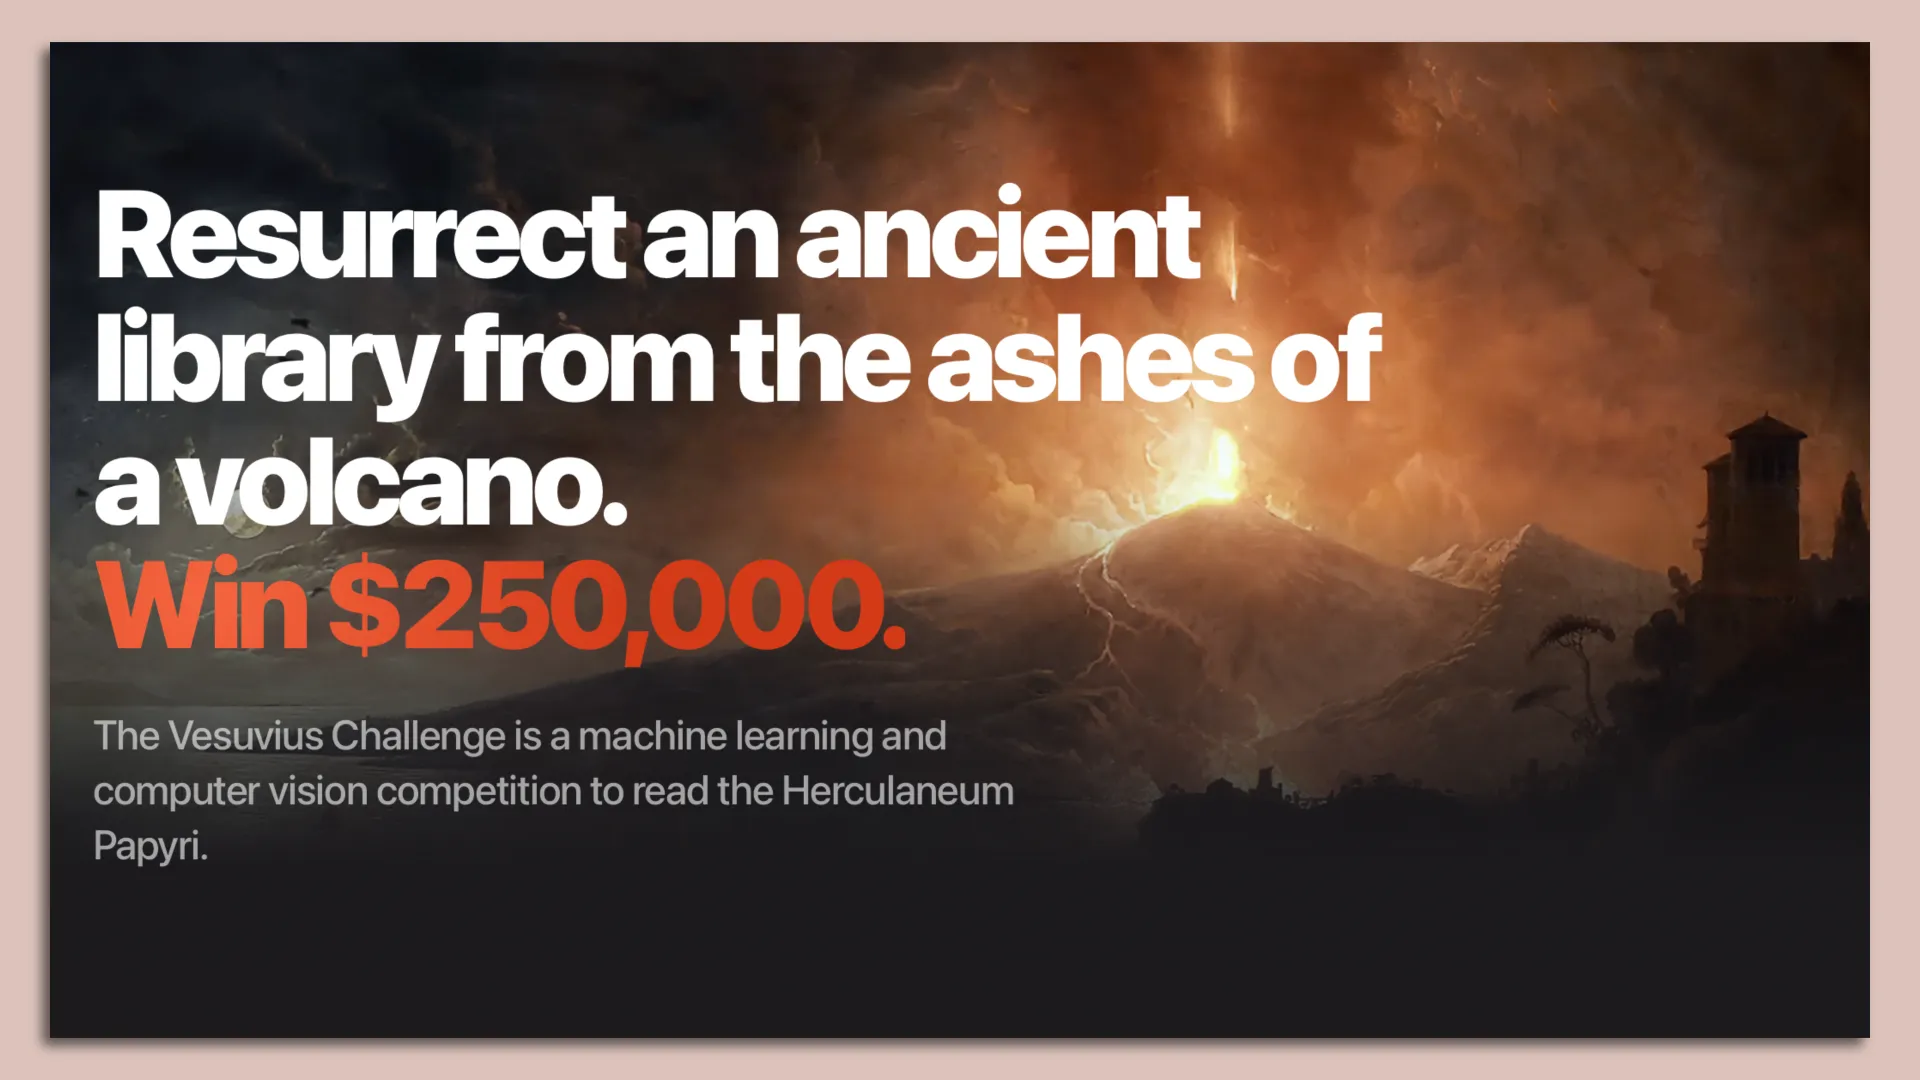 Resurrect an ancient
library from the ashes of
a volcano.
Win $250,000.
The Vesuvius Challenge is a machine learning and
computer vision competition to read the Herculaneum
Papyri.